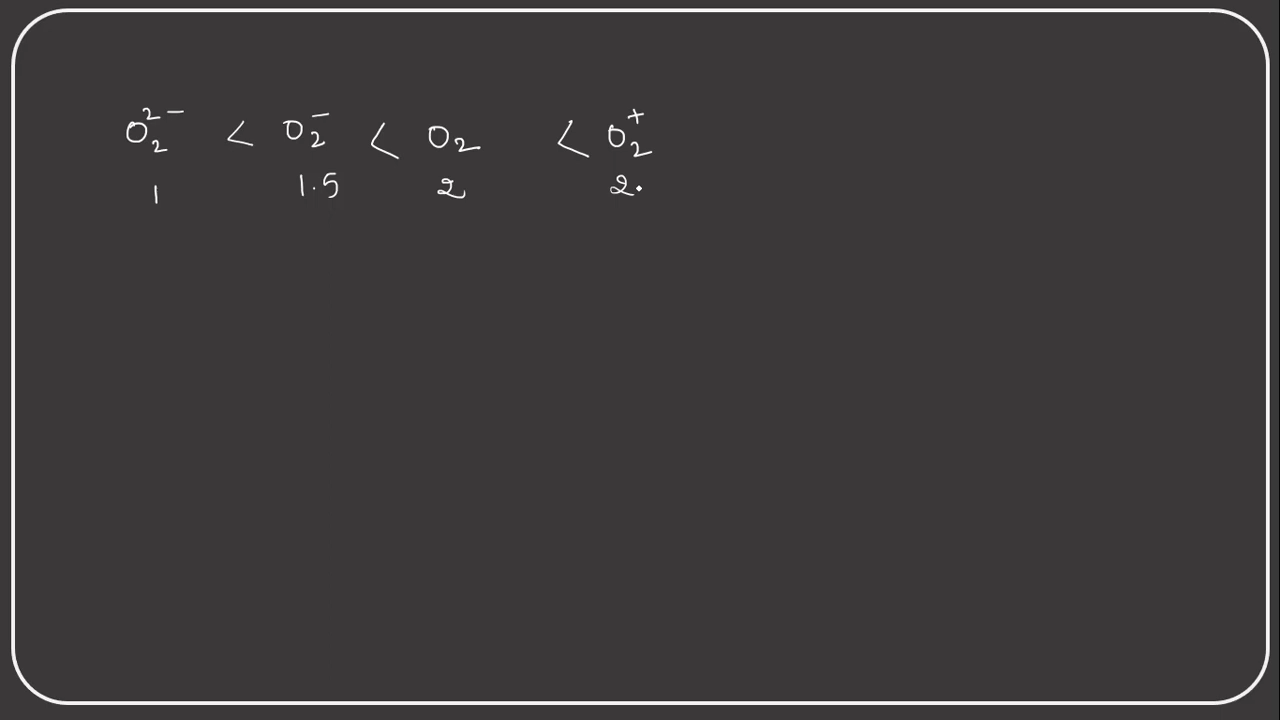 O₂²⁻ < O₂⁻ < O₂ < O₂⁺
1 1.5 2 2.